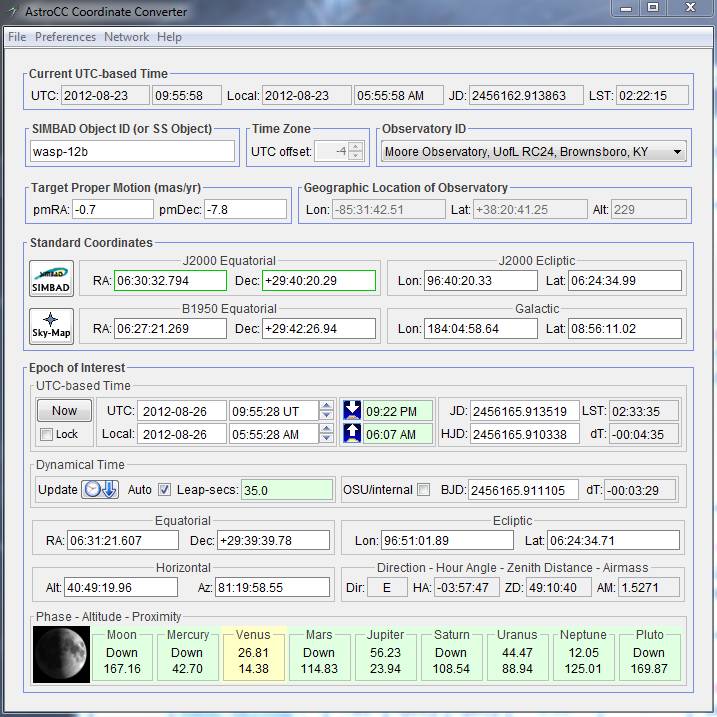 AstroCC Coordinate Converter
File Preferences Network Help
Current UTC-based Time
UTC: 2012-08-23 09:55:58 Local: 2012-08-23 05:55:58 AM JD: 2456162.913863 LST: 02:22:15
SIMBAD Object ID (or SS Object) Time Zone Observatory ID
wasp-12b UTC offset: -4 Moore Observatory, UofL RC24, Brownsboro, KY
Target Proper Motion (mas/yr) Geographic Location of Observatory
pmRA: -0.7 pmDec: -7.8 Lon: -85:31:42.51 Lat: +38:20:41.25 Alt: 229
Standard Coordinates
J2000 Equatorial J2000 Ecliptic
SIMBAD SIMBAD RA: 06:30:32.794 Dec: +29:40:20.29 Lon: 96:40:20.33 Lat: 06:24:34.99
B1950 Equatorial Galactic
Sky-Map RA: 06:27:21.269 Dec: +29:42:26.94 Lon: 184:04:58.64 Lat: 08:56:11.02
Epoch of Interest
UTC-based Time
Now UTC: 2012-08-26 09:55:28 UT 09:22 PM JD: 2456165.913519 LST: 02:33:35
Lock Local: 2012-08-26 05:55:28 AM 06:07 AM HJD: 2456165.910338 dT: -00:04:35
Dynamical Time
Update Auto Leap-secs: 35.0 OSU/internal BJD: 2456165.911105 dT: -00:03:29
Equatorial Ecliptic
RA: 06:31:21.607 Dec: +29:39:39.78 Lon: 96:51:01.89 Lat: 06:24:34.71
Horizontal Direction - Hour Angle - Zenith Distance - Airmass
Alt: 40:49:19.96 Az: 81:19:58.55 Dir: E HA: -03:57:47 ZD: 49:10:40 AM: 1.5271
Phase - Altitude - Proximity
Moon Mercury Venus Mars Jupiter Saturn Uranus Neptune Pluto
Down Down 26.81 Down 56.23 Down 44.47 12.05 Down
167.16 42.70 14.38 114.83 23.94 108.54 88.94 125.01 169.87